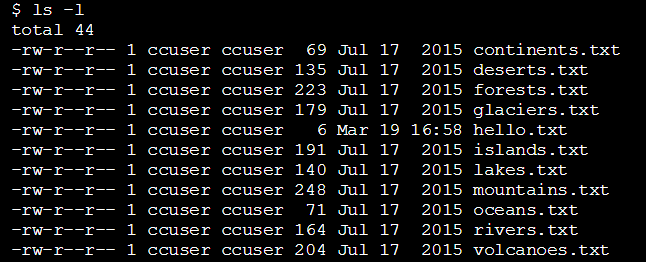 $ ls -l
total 44
-rw-r--r-- 1 ccuser ccuser  69 Jul 17  2015 continents.txt
-rw-r--r-- 1 ccuser ccuser 135 Jul 17  2015 deserts.txt
-rw-r--r-- 1 ccuser ccuser 223 Jul 17  2015 forests.txt
-rw-r--r-- 1 ccuser ccuser 179 Jul 17  2015 glaciers.txt
-rw-r--r-- 1 ccuser ccuser   6 Mar 19 16:58 hello.txt
-rw-r--r-- 1 ccuser ccuser 191 Jul 17  2015 islands.txt
-rw-r--r-- 1 ccuser ccuser 140 Jul 17  2015 lakes.txt
-rw-r--r-- 1 ccuser ccuser 248 Jul 17  2015 mountains.txt
-rw-r--r-- 1 ccuser ccuser  71 Jul 17  2015 oceans.txt
-rw-r--r-- 1 ccuser ccuser 164 Jul 17  2015 rivers.txt
-rw-r--r-- 1 ccuser ccuser 204 Jul 17  2015 volcanoes.txt